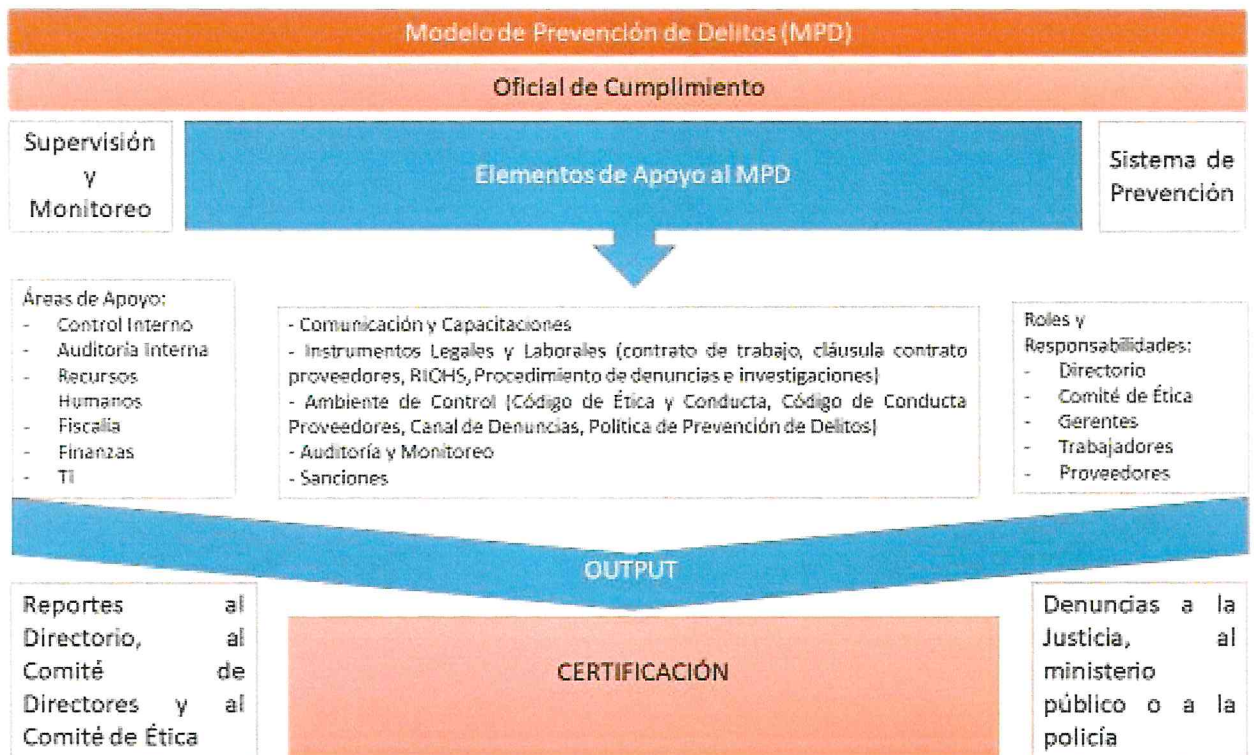 Modelo de Prevención de Delitos (MPD)
Oficial de Cumplimiento
Supervisión
y
Monitoreo
Elementos de Apoyo al MPD
Sistema de
Prevención
Áreas de Apoyo:
- Control Interno
- Auditoría Interna
- Recursos
Humanos
- Fiscalía
- Finanzas
- TI
- Comunicación y Capacitaciones
- Instrumentos Legales y Laborales (contrato de trabajo, cláusula contrato
proveedores, RIOHS, Procedimiento de denuncias e investigaciones)
- Ambiente de Control (Código de Ética y Conducta, Código de Conducta
Proveedores, Canal de Denuncias, Política de Prevención de Delitos)
- Auditoría y Monitoreo
- Sanciones
Roles y
Responsabilidades:
- Directorio
- Comité de Ética
- Gerentes
- Trabajadores
- Proveedores
OUTPUT
Reportes al
Directorio, al
Comité de
Directores y al
Comité de Ética
CERTIFICACIÓN
Denuncias a la
Justicia, al
ministerio
público o a la
policía